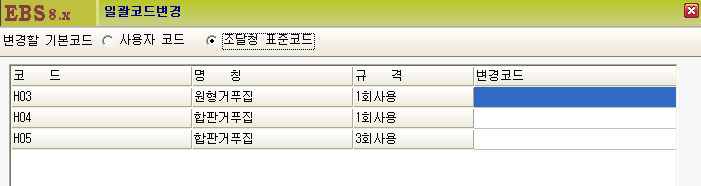 EBS 8.x 일괄코드변경
변경할 기본코드 사용자 코드 조달청 표준코드
코 드 명 칭 규 격 변경코드
H03 원형거푸집 1회사용
H04 합판거푸집 1회사용
H05 합판거푸집 3회사용